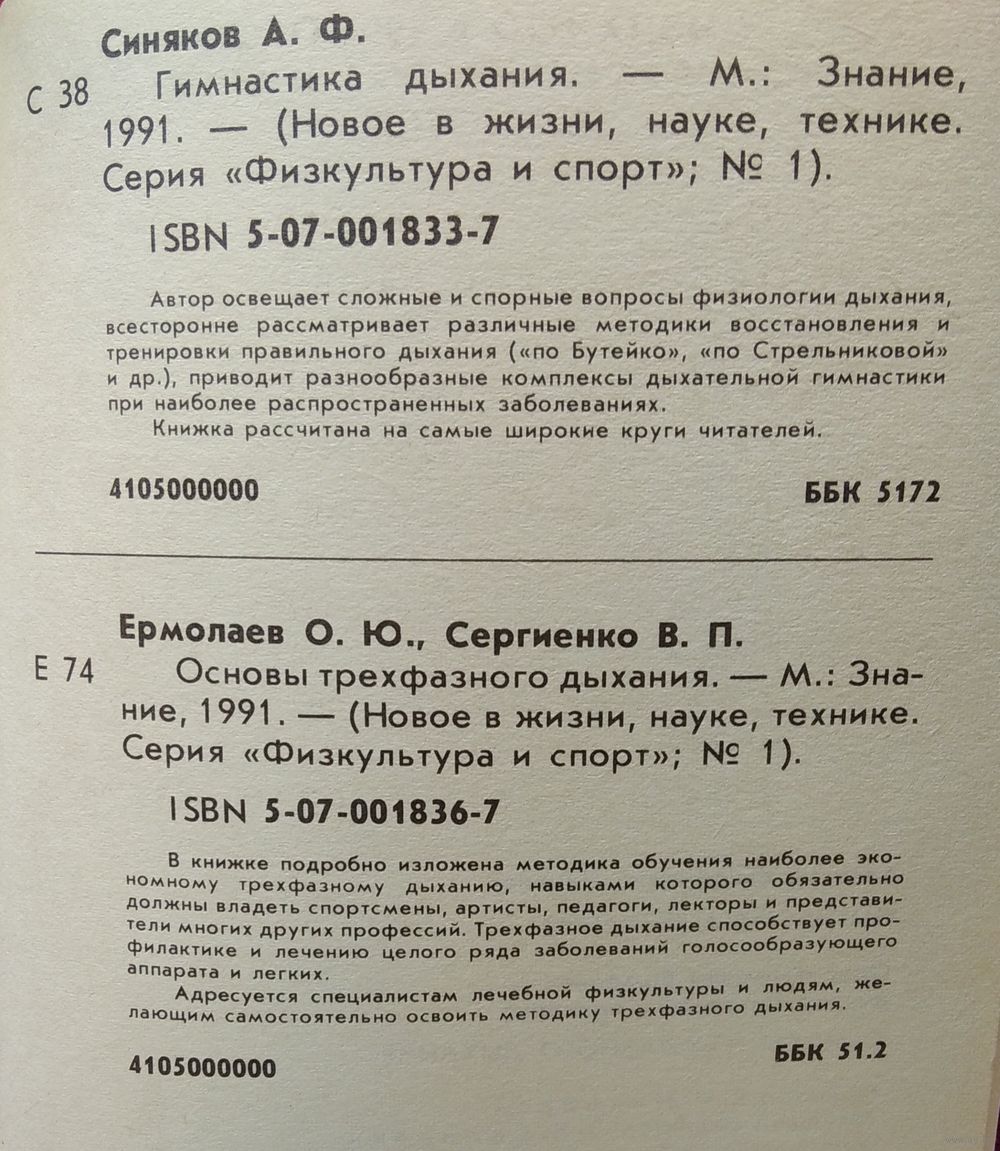 Синяков А. Ф.
С 38 Гимнастика дыхания. — М.: Знание,
1991. — (Новое в жизни, науке, технике.
Серия «Физкультура и спорт»; № 1).
ISBN 5-07-001833-7
Автор освещает сложные и спорные вопросы физиологии дыхания,
всесторонне рассматривает различные методики восстановления и
тренировки правильного дыхания («по Бутейко», «по Стрельниковой»
и др.), приводит разнообразные комплексы дыхательной гимнастики
при наиболее распространенных заболеваниях.
Книжка рассчитана на самые широкие круги читателей.
4105000000 ББК 5172
Ермолаев О. Ю., Сергиенко В. П.
Е 74 Основы трехфазного дыхания. — М.: Зна-
ние, 1991. — (Новое в жизни, науке, технике.
Серия «Физкультура и спорт»; № 1).
ISBN 5-07-001836-7
В книжке подробно изложена методика обучения наиболее эко-
номному трехфазному дыханию, навыками которого обязательно
должны владеть спортсмены, артисты, педагоги, лекторы и представи-
тели многих других профессий. Трехфазное дыхание способствует про-
филактике и лечению целого ряда заболеваний голосообразующего
аппарата и легких.
Адресуется специалистам лечебной физкультуры и людям, же-
лающим самостоятельно освоить методику трехфазного дыхания.
4105000000 ББК 51.2